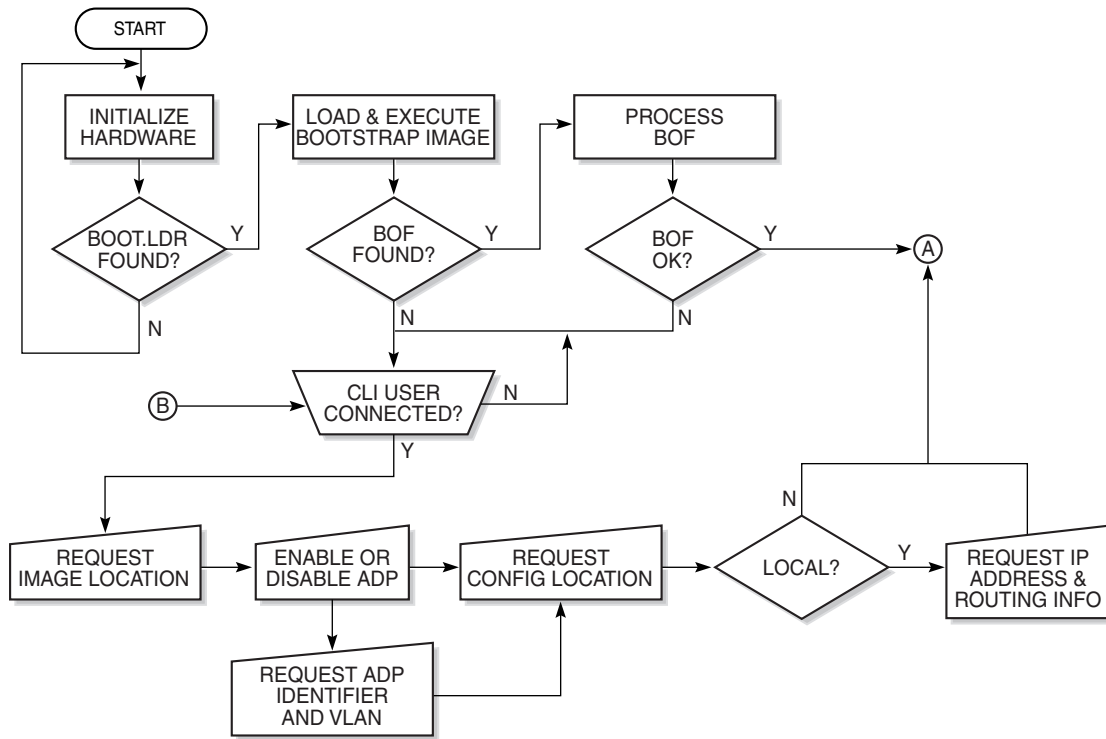 START
INITIALIZE
HARDWARE
LOAD & EXECUTE
BOOTSTRAP IMAGE
PROCESS
BOF
BOOT.LDR
FOUND?
Y
N
BOF
FOUND?
Y
N
BOF
OK?
Y
N
A
B
CLI USER
CONNECTED?
N
Y
REQUEST
IMAGE LOCATION
ENABLE OR
DISABLE ADP
REQUEST
CONFIG LOCATION
LOCAL?
N
Y
REQUEST IP
ADDRESS &
ROUTING INFO
REQUEST ADP
IDENTIFIER
AND VLAN